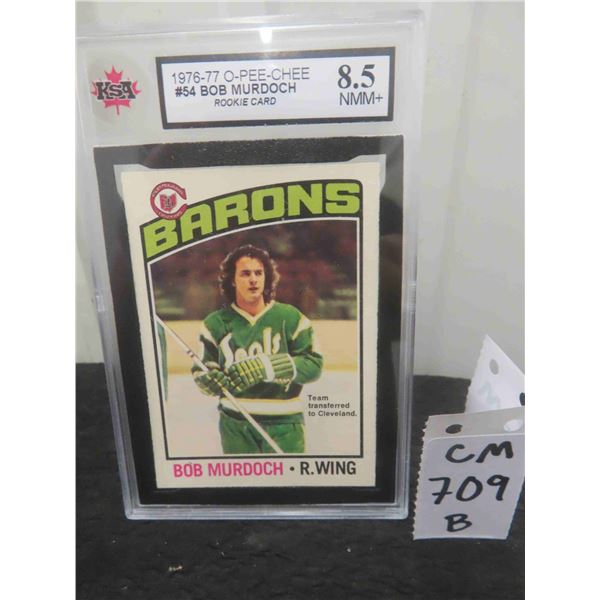 KSA
1976-77 O-PEE-CHEE
#54 BOB MURDOCH
ROOKIE CARD
8.5
NMM+
BARONS
Seals
Team
transferred
to Cleveland.
BOB MURDOCH • R.WING
CM
709
B